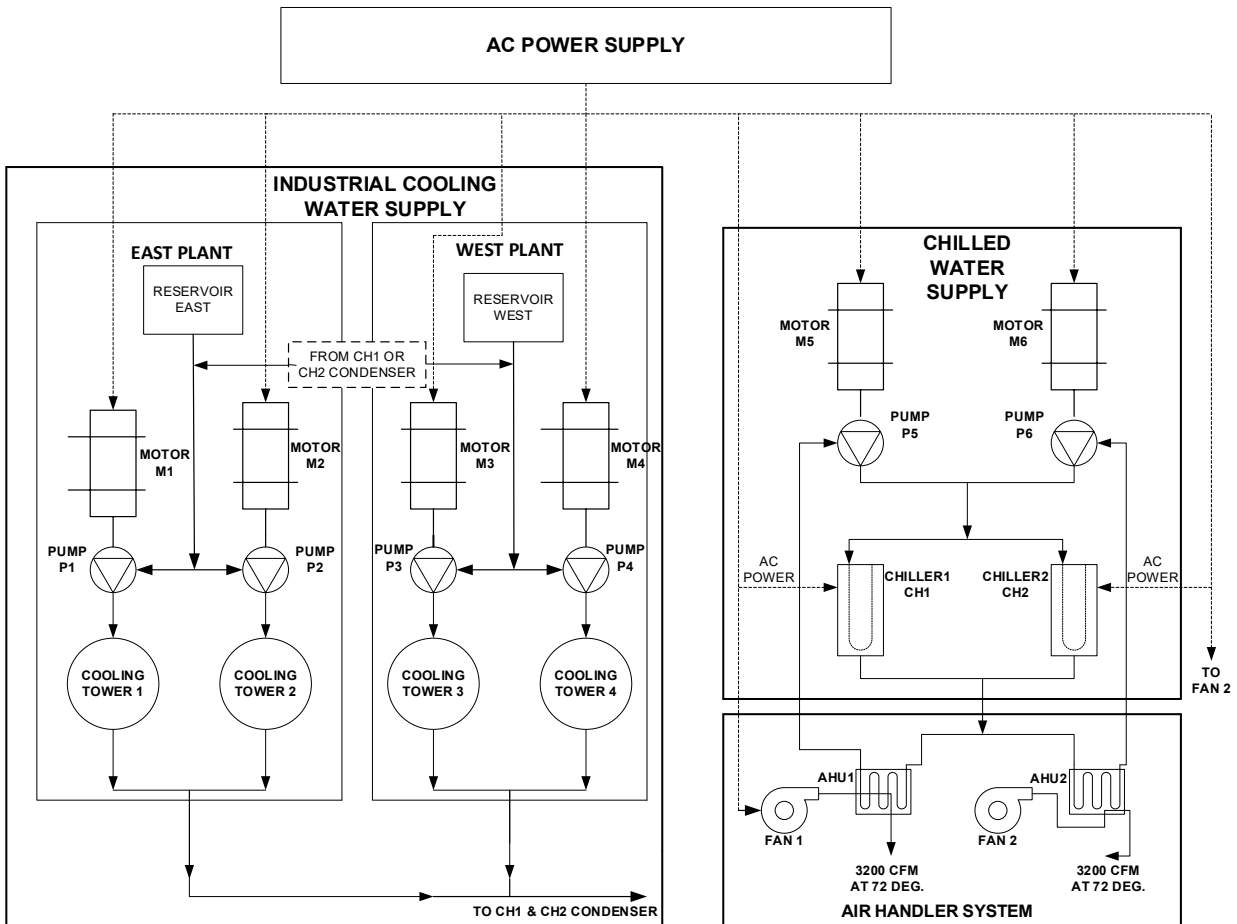 AC POWER SUPPLY
INDUSTRIAL COOLING
WATER SUPPLY
EAST PLANT
RESERVOIR
EAST
WEST PLANT
RESERVOIR
WEST
FROM CH1 OR
CH2 CONDENSER
MOTOR
M1
MOTOR
M2
MOTOR
M3
MOTOR
M4
PUMP
P1
PUMP
P2
PUMP
P3
PUMP
P4
COOLING
TOWER 1
COOLING
TOWER 2
COOLING
TOWER 3
COOLING
TOWER 4
TO CH1 & CH2 CONDENSER
CHILLED
WATER
SUPPLY
MOTOR
M5
MOTOR
M6
PUMP
P5
PUMP
P6
AC
POWER
CHILLER1
CH1
CHILLER2
CH2
AC
POWER
TO
FAN 2
AHU1
AHU2
FAN 1
FAN 2
3200 CFM
AT 72 DEG.
3200 CFM
AT 72 DEG.
AIR HANDLER SYSTEM